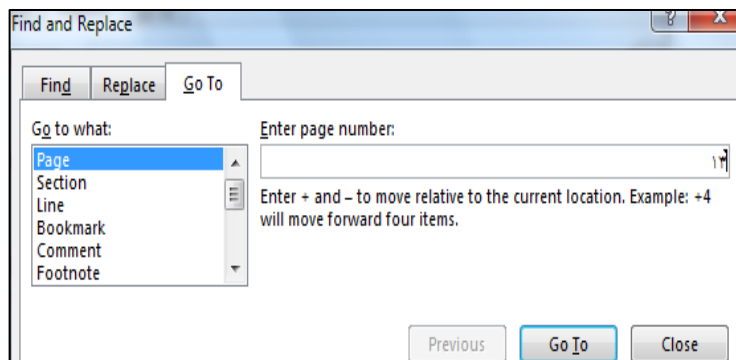 Find and Replace
Find Replace Go To
Go to what:
Page
Section
Line
Bookmark
Comment
Footnote
Enter page number:
۱۳
Enter + and – to move relative to the current location. Example: +4
will move forward four items.
Previous Go To Close